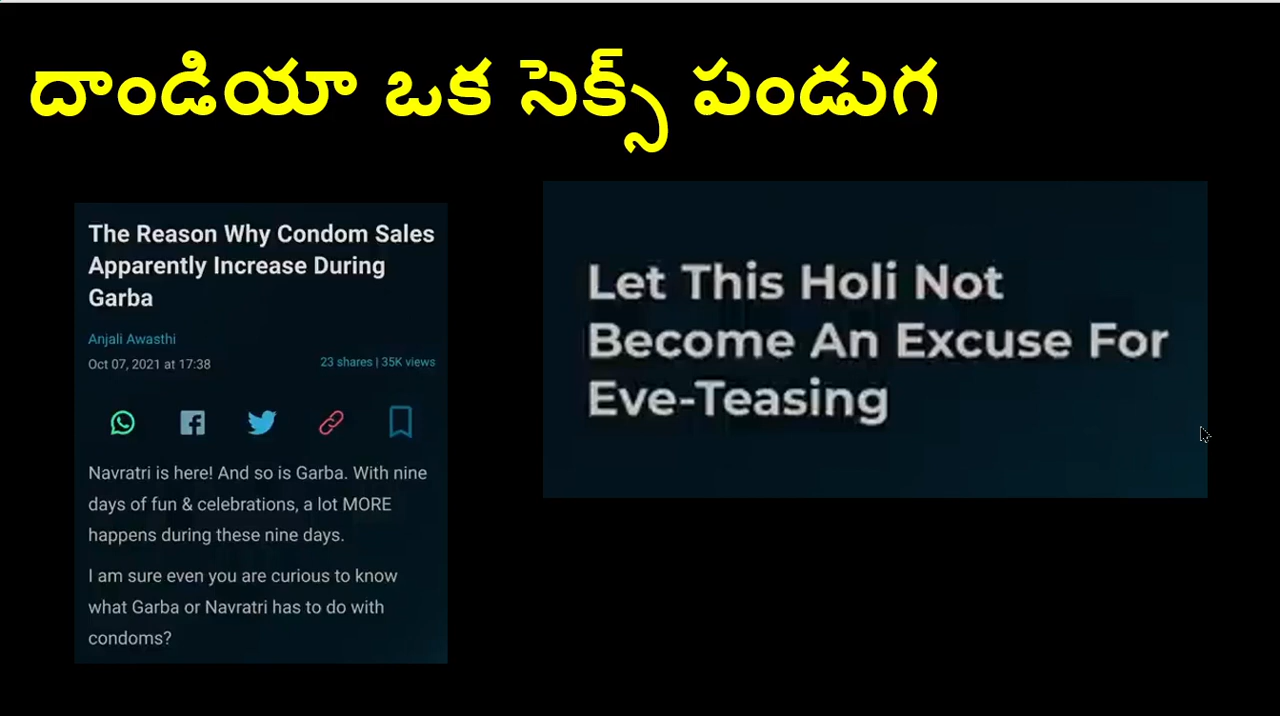 దాండియా ఒక సెక్స్ పండుగ
The Reason Why Condom Sales
Apparently Increase During
Garba
Anjali Awasthi
Oct 07, 2021 at 17:38
23 shares | 35K views
Navratri is here! And so is Garba. With nine
days of fun & celebrations, a lot MORE
happens during these nine days.
I am sure even you are curious to know
what Garba or Navratri has to do with
condoms?
Let This Holi Not
Become An Excuse For
Eve-Teasing